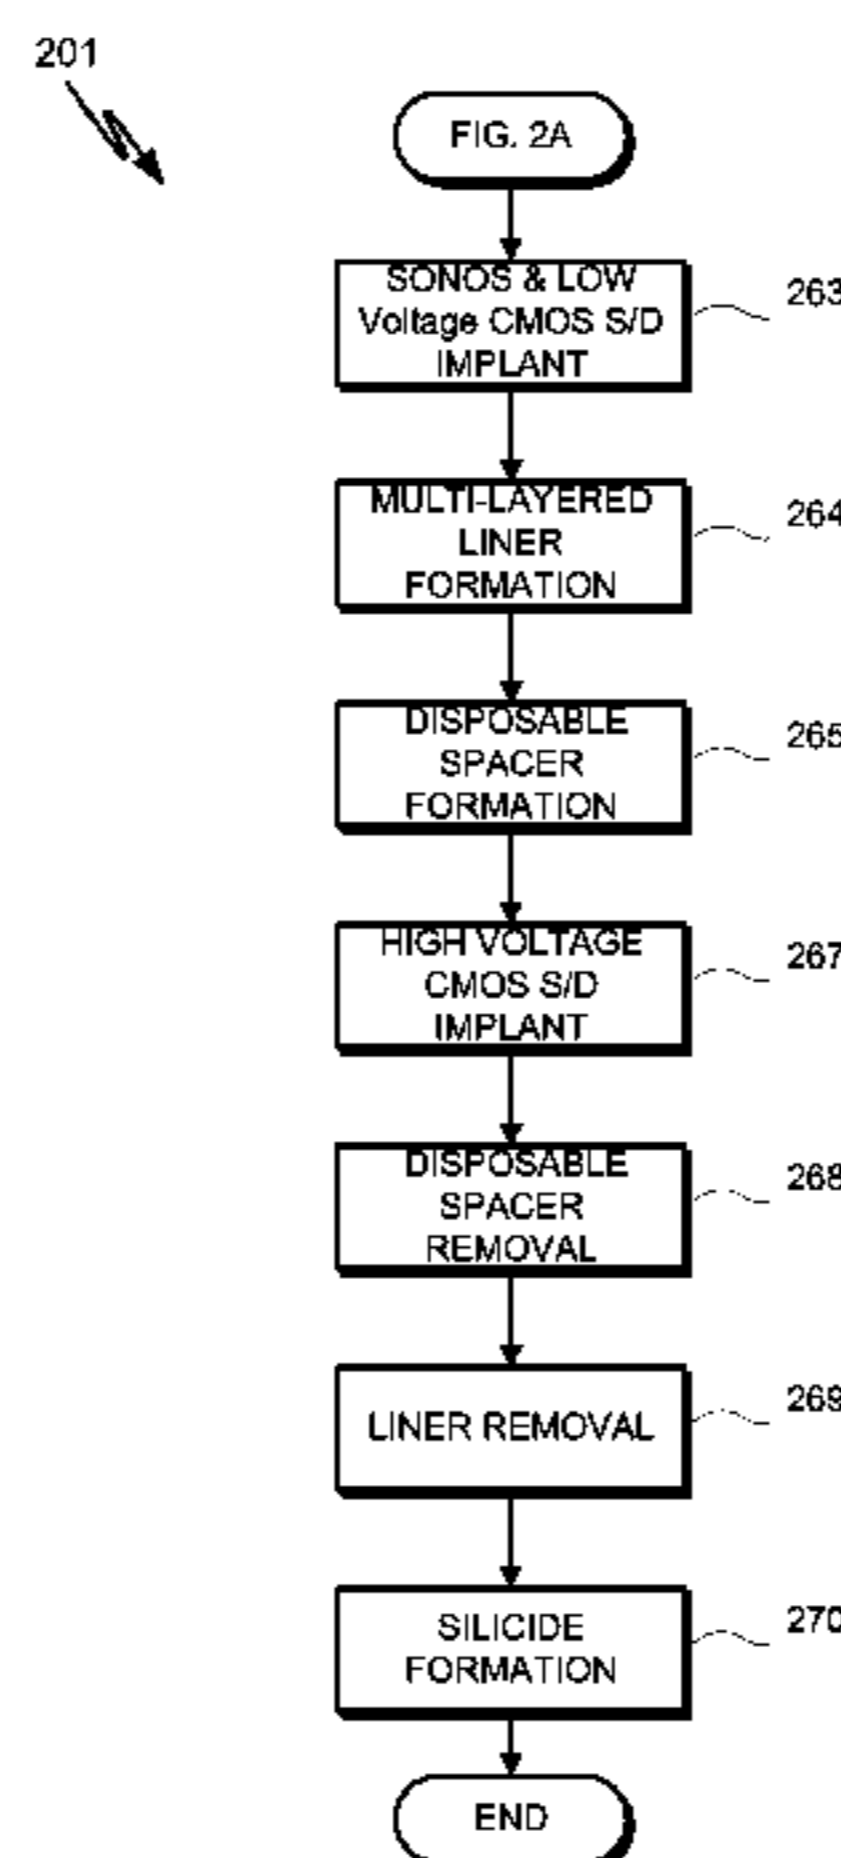 201
FIG. 2A
SONOS & LOW
Voltage CMOS S/D
IMPLANT
263
MULTI-LAYERED
LINER
FORMATION
264
DISPOSABLE
SPACER
FORMATION
265
HIGH VOLTAGE
CMOS S/D
IMPLANT
267
DISPOSABLE
SPACER
REMOVAL
268
LINER REMOVAL
269
SILICIDE
FORMATION
270
END